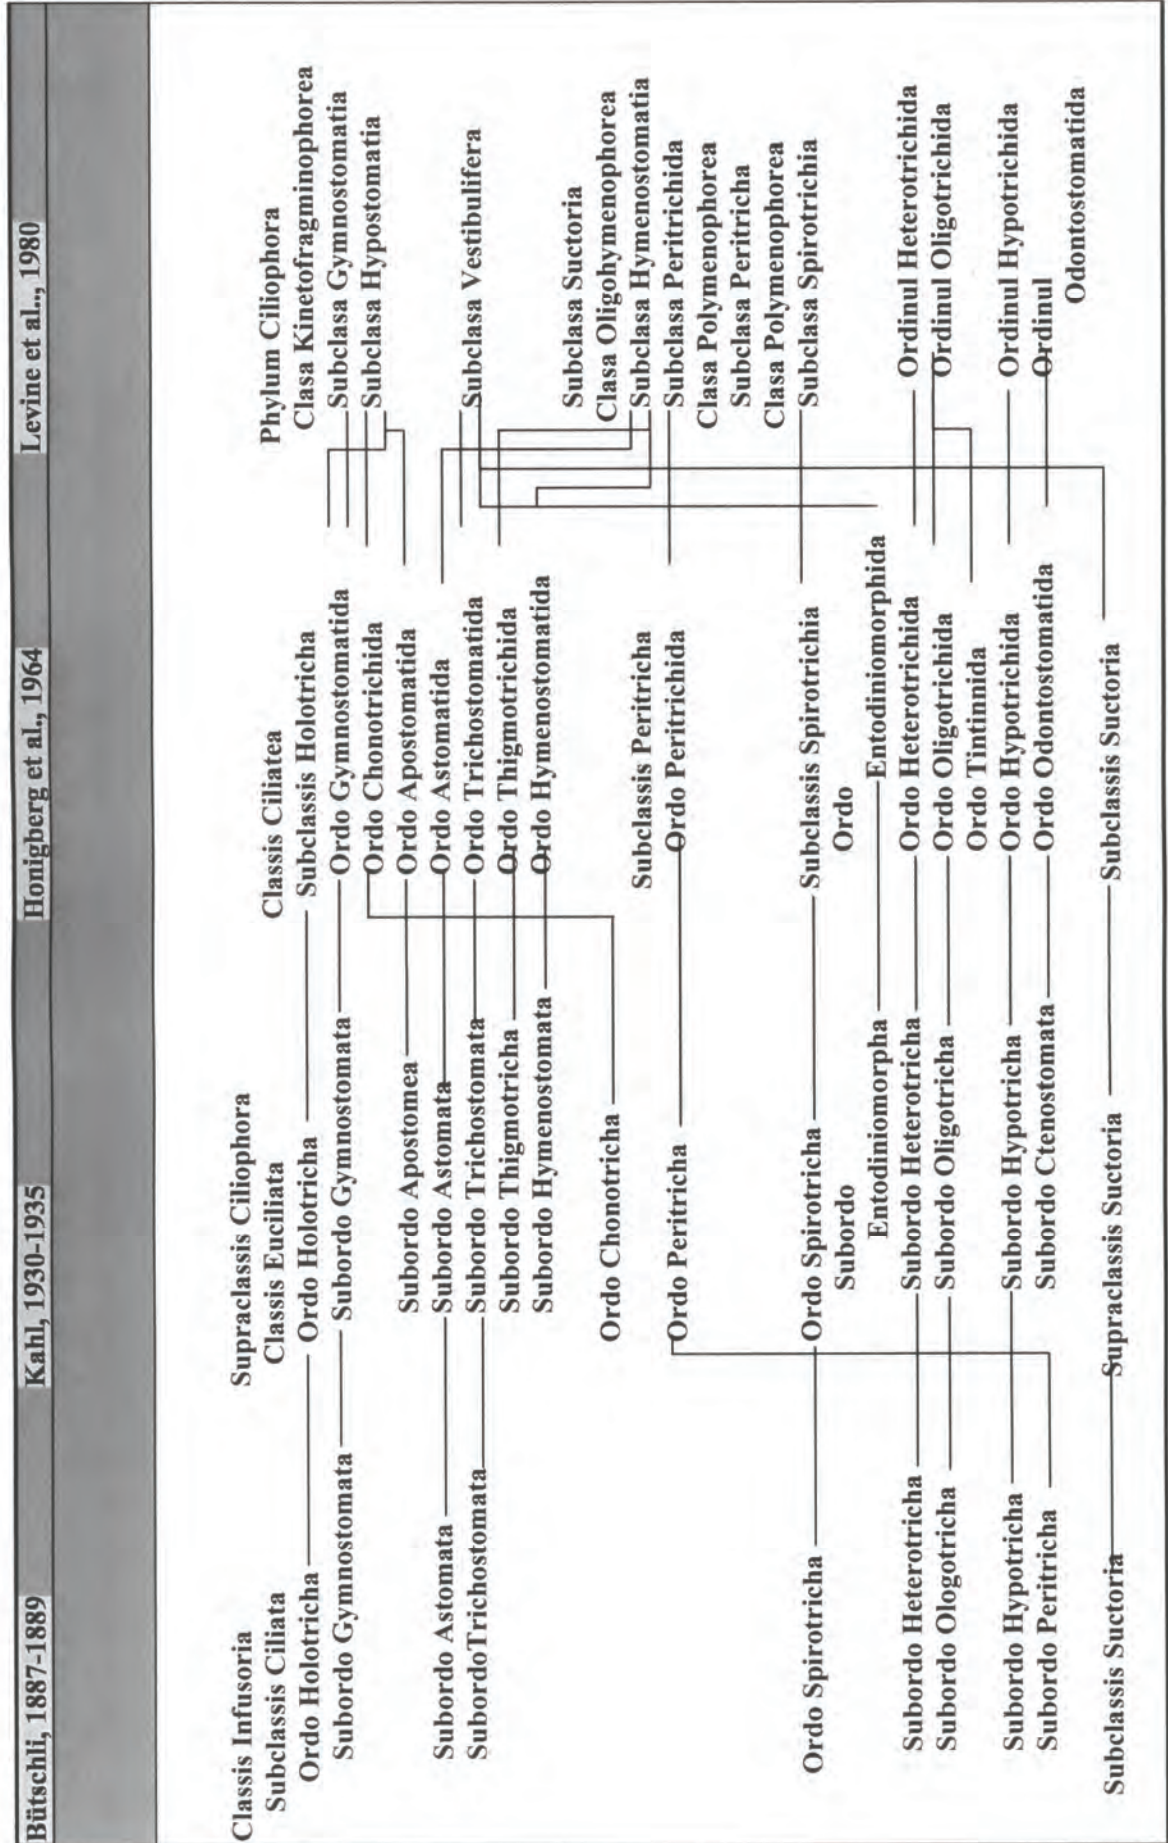 Bütschli, 1887-1889
Kahl, 1930-1935
Honigberg et al., 1964
Levine et al.., 1980
Classis Infusoria
Subclassis Ciliata
Ordo Holotricha
Subordo Gymnostomata
Subordo Astomata
SubordoTrichostomata
Ordo Spirotricha
Subordo Heterotricha
Subordo Ologotricha
Subordo Hypotricha
Subordo Peritricha
Subclassis Suctoria
Supraclassis Ciliophora
Classis Euciliata
Ordo Holotricha
Subordo Gymnostomata
Subordo Apostomea
Subordo Astomata
Subordo Trichostomata
Subordo Thigmotricha
Subordo Hymenostomata
Ordo Chonotricha
Ordo Peritricha
Ordo Spirotricha
Subordo
Entodiniomorpha
Subordo Heterotricha
Subordo Oligotricha
Subordo Hypotricha
Subordo Ctenostomata
Supraclassis Suctoria
Classis Ciliatea
Subclassis Holotricha
Ordo Gymnostomatida
Ordo Chonotrichida
Ordo Apostomatida
Ordo Astomatida
Ordo Trichostomatida
Ordo Thigmotrichida
Ordo Hymenostomatida
Subclassis Peritricha
Ordo Peritrichida
Subclassis Spirotrichia
Ordo
Entodiniomorphida
Ordo Heterotrichida
Ordo Oligotrichida
Ordo Tintinnida
Ordo Hypotrichida
Ordo Odontostomatida
Subclassis Suctoria
Phylum Ciliophora
Clasa Kinetofragminophorea
Subclasa Gymnostomatia
Subclasa Hypostomatia
Subclasa Vestibulifera
Subclasa Suctoria
Clasa Oligohymenophorea
Subclasa Hymenostomatia
Subclasa Peritrichida
Clasa Polymenophorea
Subclasa Peritricha
Clasa Polymenophorea
Subclasa Spirotrichia
Ordinul Heterotrichida
Ordinul Oligotrichida
Ordinul Hypotrichida
Ordinul
Odontostomatida